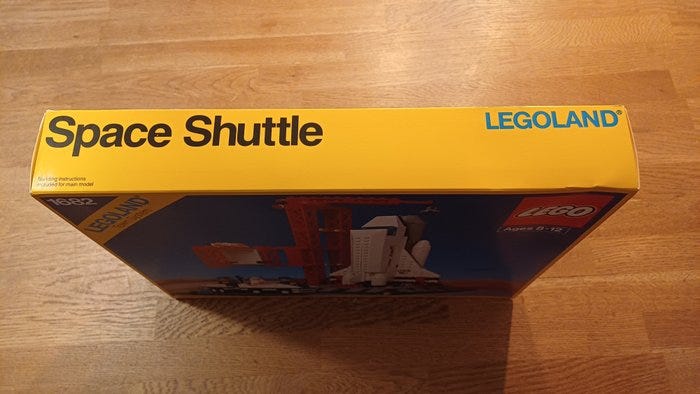 Space Shuttle
LEGOLAND®
Building instructions
included for main model
1682
LEGOLAND
LEGO
Ages 8-12